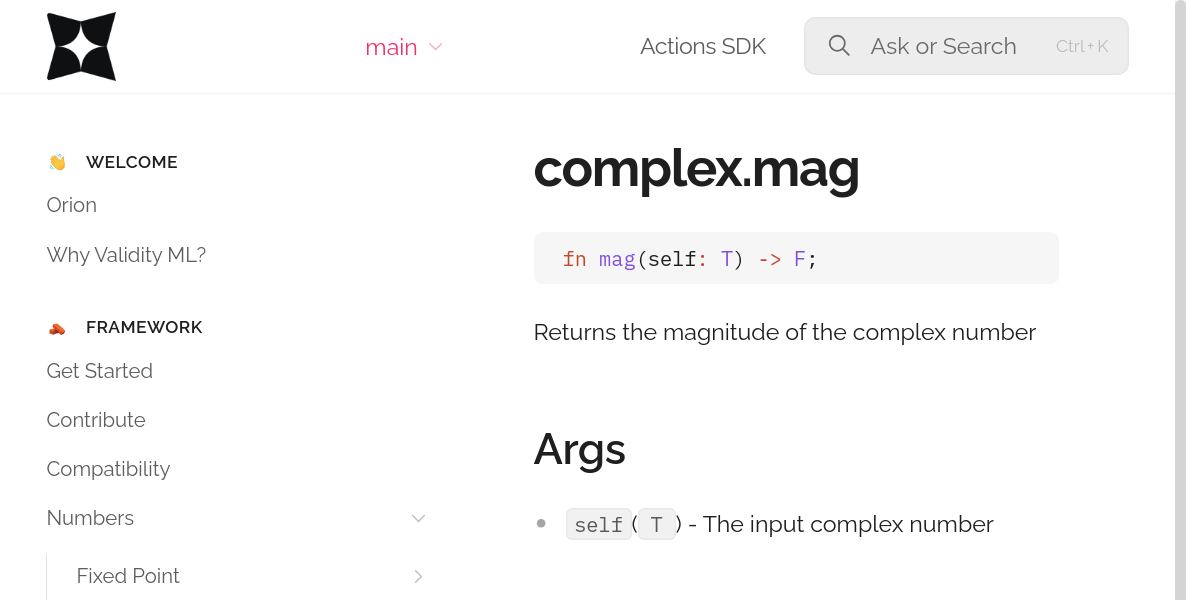 main
Actions SDK
Ask or Search
Ctrl + K
WELCOME
Orion
Why Validity ML?
FRAMEWORK
Get Started
Contribute
Compatibility
Numbers
Fixed Point
complex.mag
fn mag(self: T) -> F;
Returns the magnitude of the complex number
Args
self(T) - The input complex number